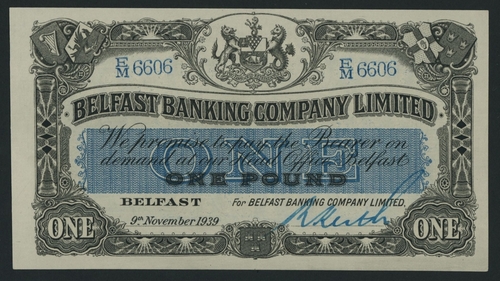 E/M 6606 E/M 6606
BELFAST BANKING COMPANY LIMITED
We promise to pay the Bearer on
demand at our Head Office Belfast
ONE
ONE POUND
BELFAST For BELFAST BANKING COMPANY LIMITED,
9th November 1939
ONE ONE